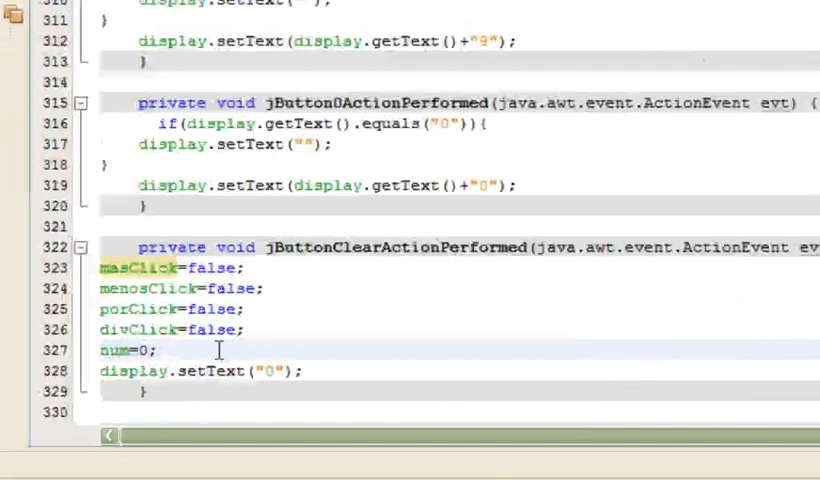 310 display.setText("");
311 }
312 display.setText(display.getText()+"9");
313 }
314
315 private void jButton0ActionPerformed(java.awt.event.ActionEvent evt) {
316 if(display.getText().equals("0")){
317 display.setText("");
318 }
319 display.setText(display.getText()+"0");
320 }
321
322 private void jButtonClearActionPerformed(java.awt.event.ActionEvent ev
323 masClick=false;
324 menosClick=false;
325 porClick=false;
326 divClick=false;
327 num=0;
328 display.setText("0");
329 }
330